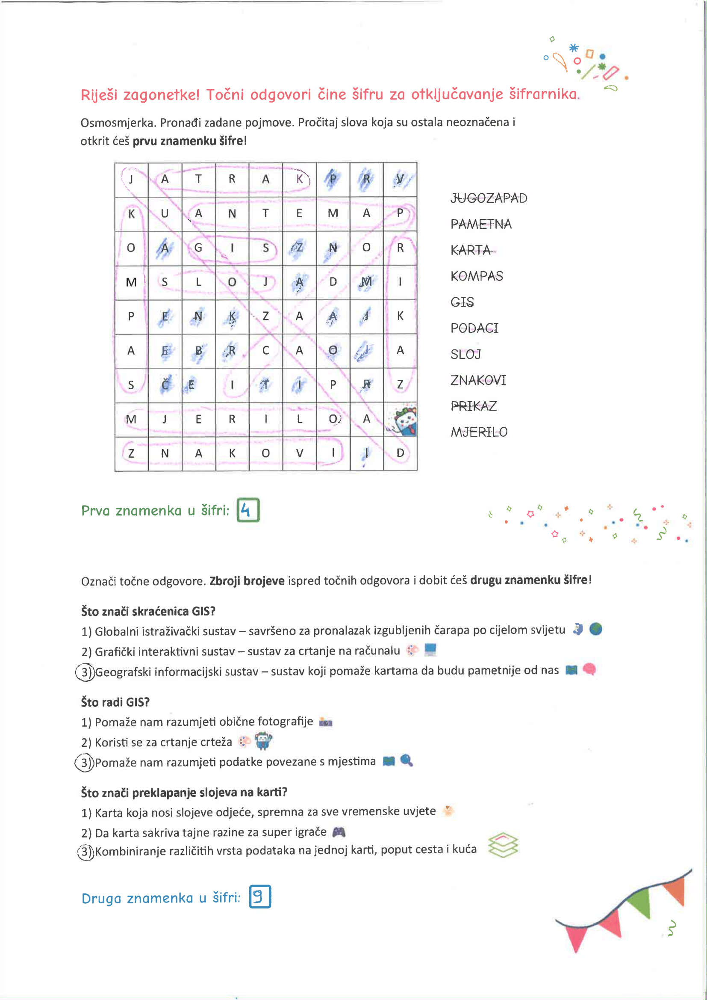 Riješi zagonetke! Točni odgovori čine šifru za otključavanje šifrarnika.
Osmosmjerka. Pronađi zadane pojmove. Pročitaj slova koja su ostala neoznačena i
otkrit ćeš prvu znamenku šifre!
J A T R A K P R V
K U A N T E M A P
O A G I S Z N O R
M S L O J A D M I
P E N K Z A A J K
A E B R C A O J A
S Č E I T I P R Z
M J E R I L O A
Z N A K O V I I D
JUGOZAPAD
PAMETNA
KARTA
KOMPAS
GIS
PODACI
SLOJ
ZNAKOVI
PRIKAZ
MJERILO
Prva znamenka u šifri: 4
Označi točne odgovore. Zbroji brojeve ispred točnih odgovora i dobit ćeš drugu znamenku šifre!
Što znači skraćenica GIS?
1) Globalni istraživački sustav – savršeno za pronalazak izgubljenih čarapa po cijelom svijetu
2) Grafički interaktivni sustav – sustav za crtanje na računalu
3) Geografski informacijski sustav – sustav koji pomaže kartama da budu pametnije od nas
Što radi GIS?
1) Pomaže nam razumjeti obične fotografije
2) Koristi se za crtanje crteža
3) Pomaže nam razumjeti podatke povezane s mjestima
Što znači preklapanje slojeva na karti?
1) Karta koja nosi slojeve odjeće, spremna za sve vremenske uvjete
2) Da karta sakriva tajne razine za super igrače
3) Kombiniranje različitih vrsta podataka na jednoj karti, poput cesta i kuća
Druga znamenka u šifri: 9